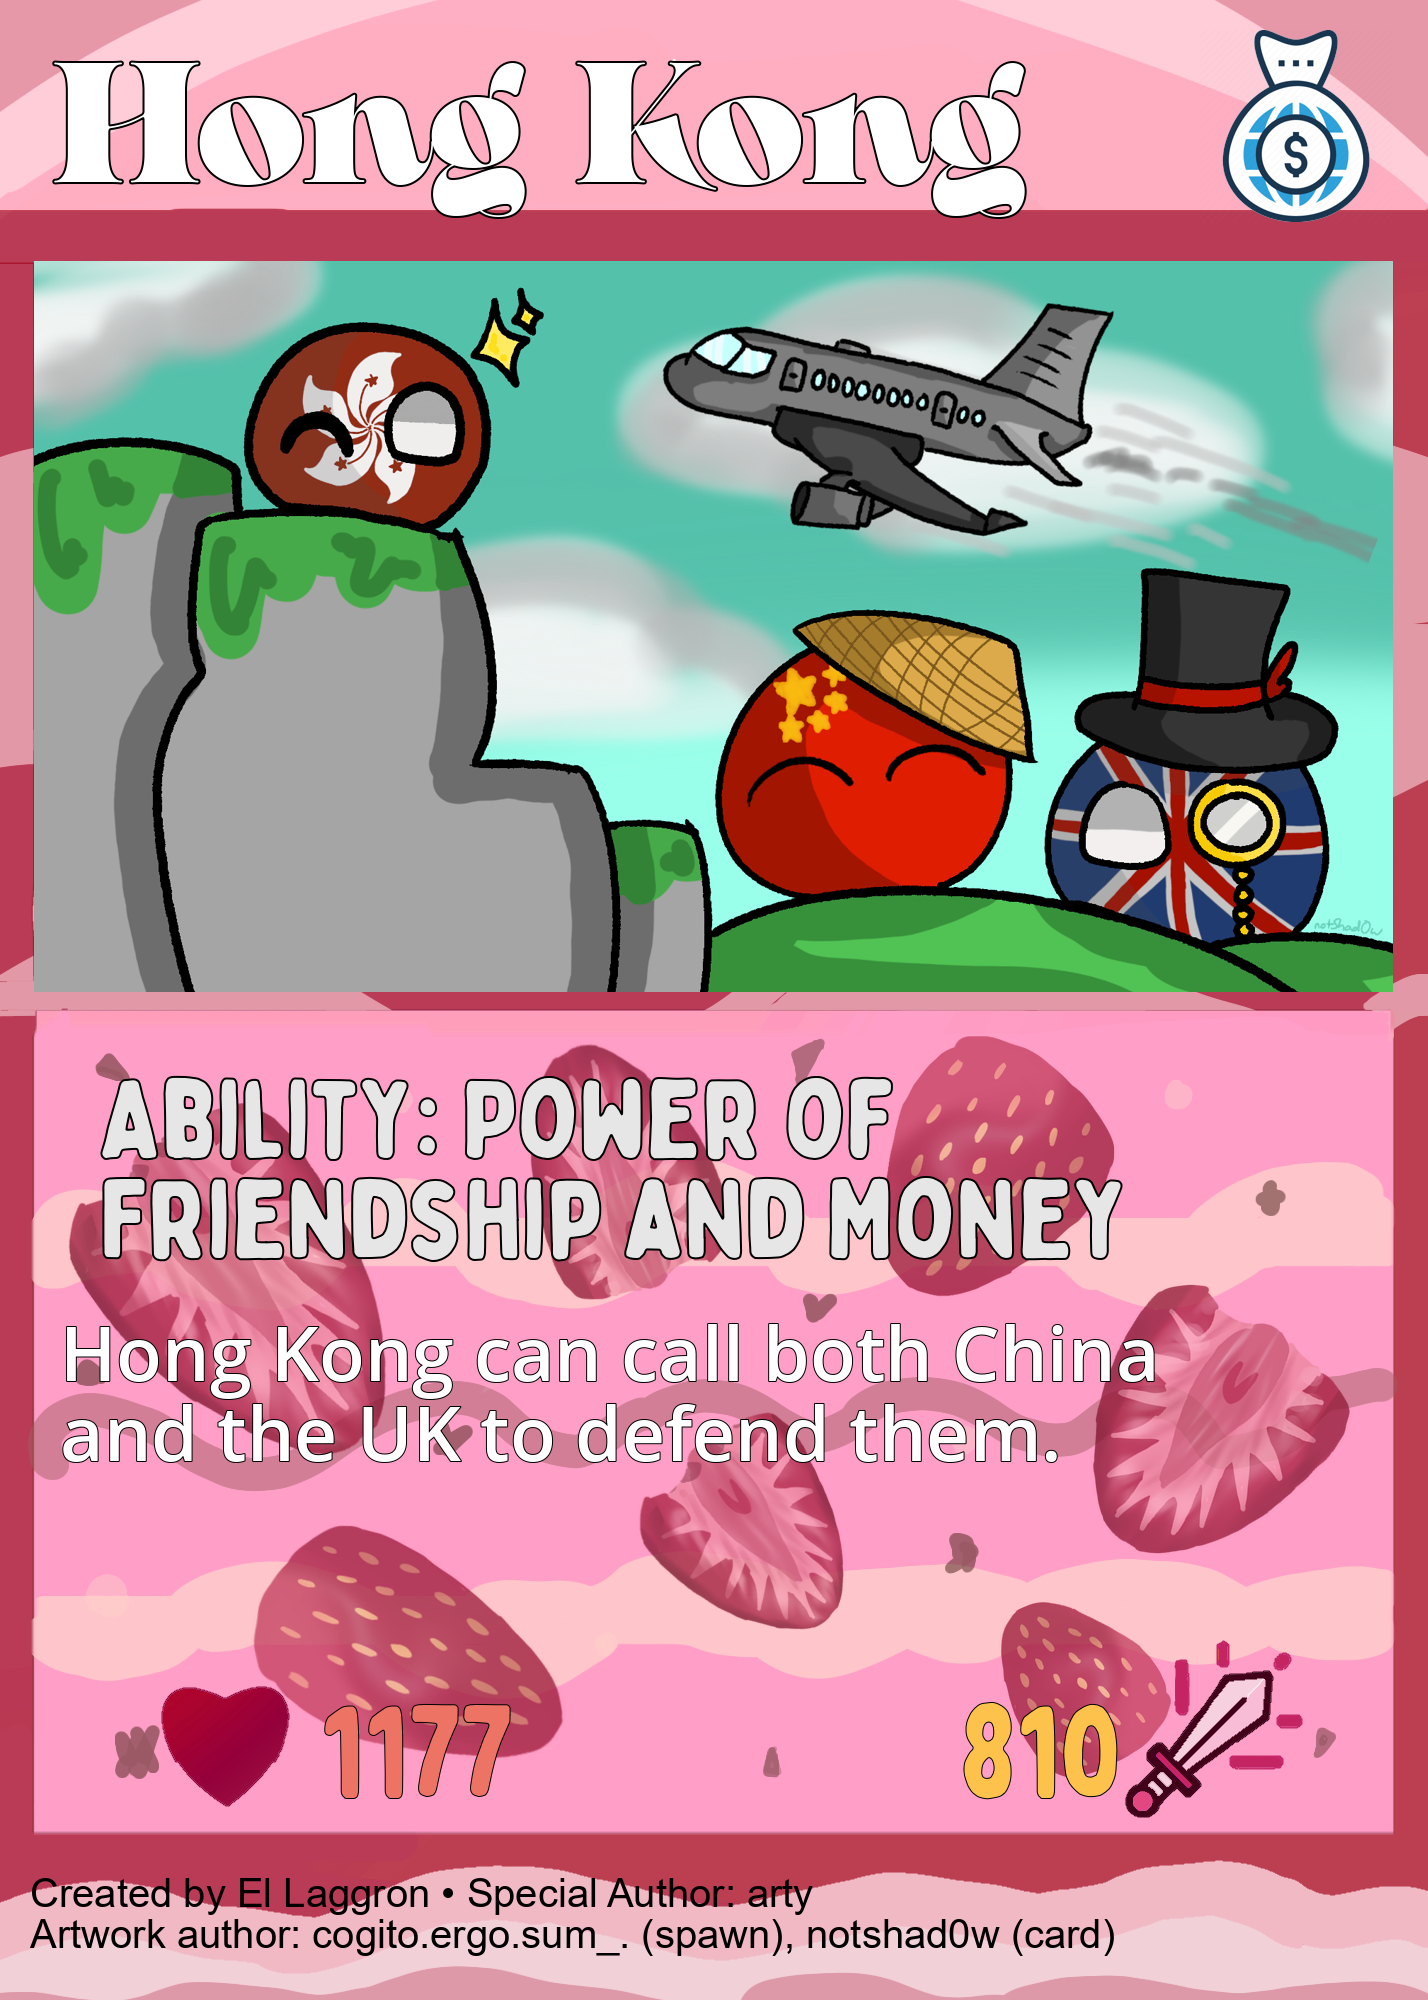 Hong Kong
$
notShad0w
ABILITY: POWER OF
FRIENDSHIP AND MONEY
Hong Kong can call both China
and the UK to defend them.
1177
810
Created by El Laggron • Special Author: arty
Artwork author: cogito.ergo.sum_. (spawn), notshad0w (card)